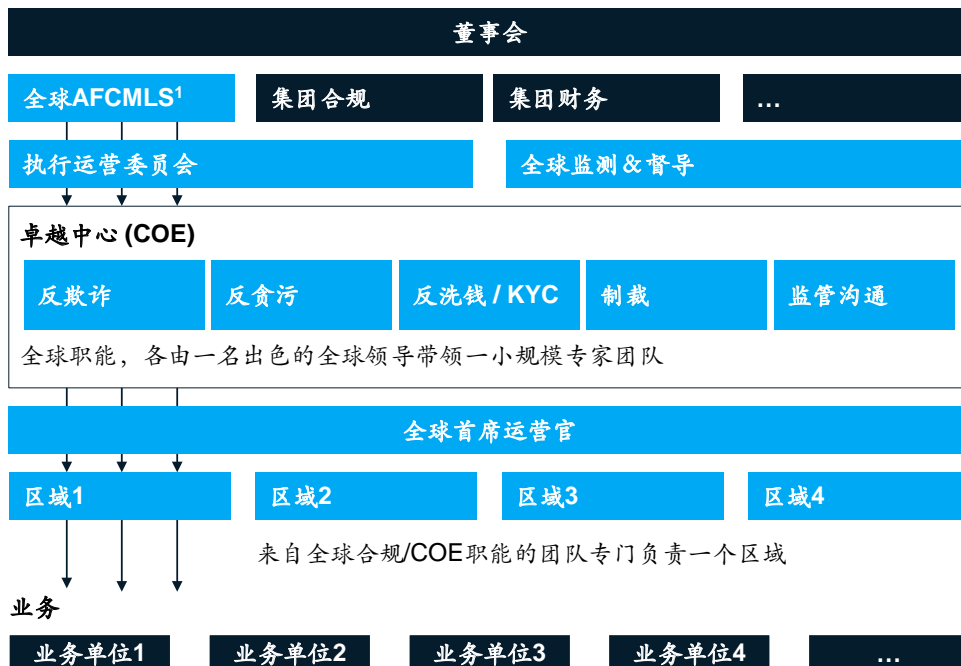 董事会
全球AFCMLS¹ 集团合规 集团财务 ...
执行运营委员会 全球监测＆督导
卓越中心 (COE)
反欺诈 反贪污 反洗钱 / KYC 制裁 监管沟通
全球职能，各由一名出色的全球领导带领一小规模专家团队
全球首席运营官
区域1 区域2 区域3 区域4
来自全球合规/COE职能的团队专门负责一个区域
业务
业务单位1 业务单位2 业务单位3 业务单位4 ...